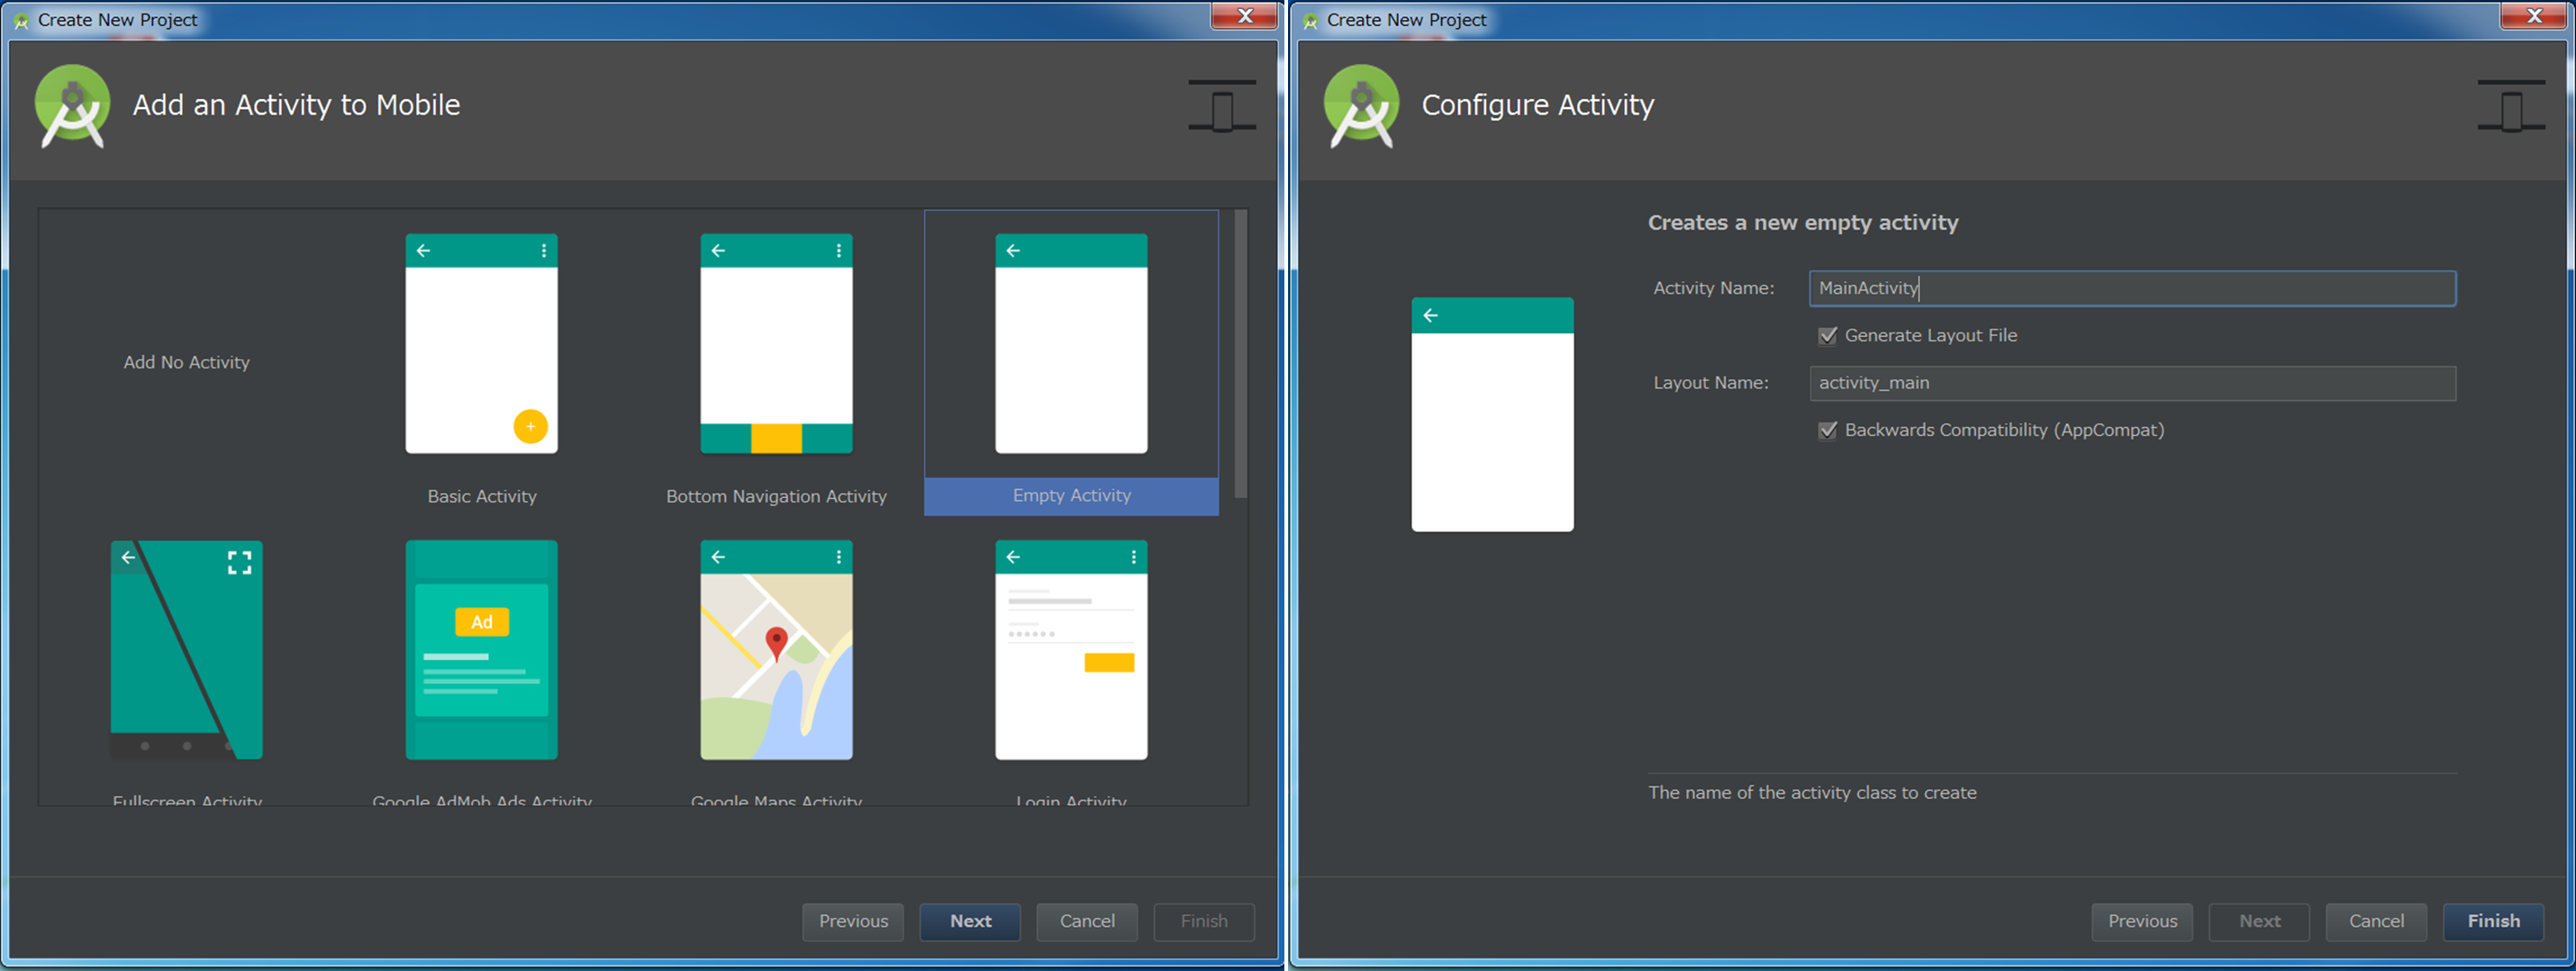 Create New Project
Add an Activity to Mobile
Add No Activity
Basic Activity
Bottom Navigation Activity
Empty Activity
Ad
Fullscreen Activity
Google AdMob Ads Activity
Google Maps Activity
Login Activity
Previous
Next
Cancel
Finish
Create New Project
Configure Activity
Creates a new empty activity
Activity Name: MainActivity
Generate Layout File
Layout Name: activity_main
Backwards Compatibility (AppCompat)
The name of the activity class to create
Previous
Next
Cancel
Finish